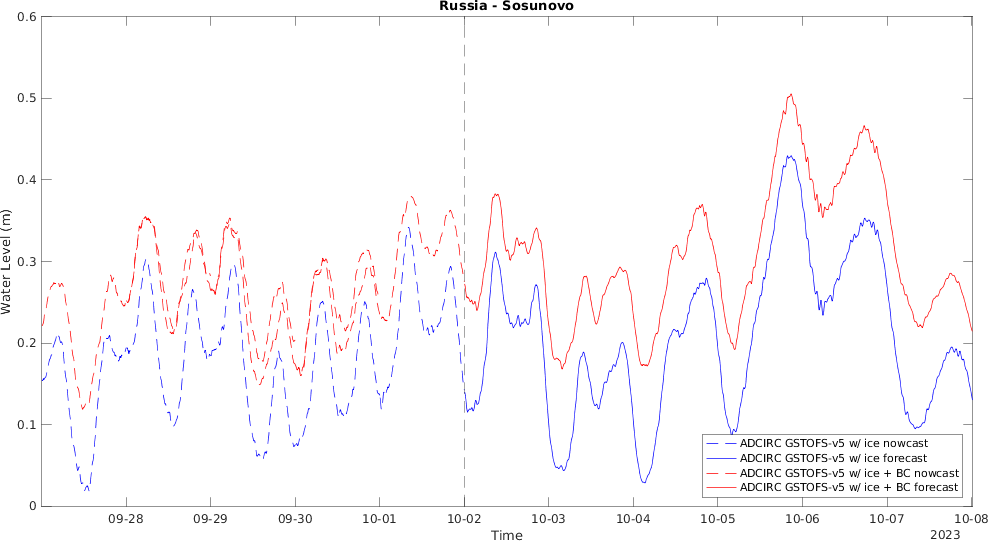 Russia - Sosunovo
0.6
0.5
0.4
0.3
0.2
0.1
0
Water Level (m)
ADCIRC GSTOFS-v5 w/ ice nowcast
ADCIRC GSTOFS-v5 w/ ice forecast
ADCIRC GSTOFS-v5 w/ ice + BC nowcast
ADCIRC GSTOFS-v5 w/ ice + BC forecast
09-28 09-29 09-30 10-01 10-02 10-03 10-04 10-05 10-06 10-07 10-08
Time
2023